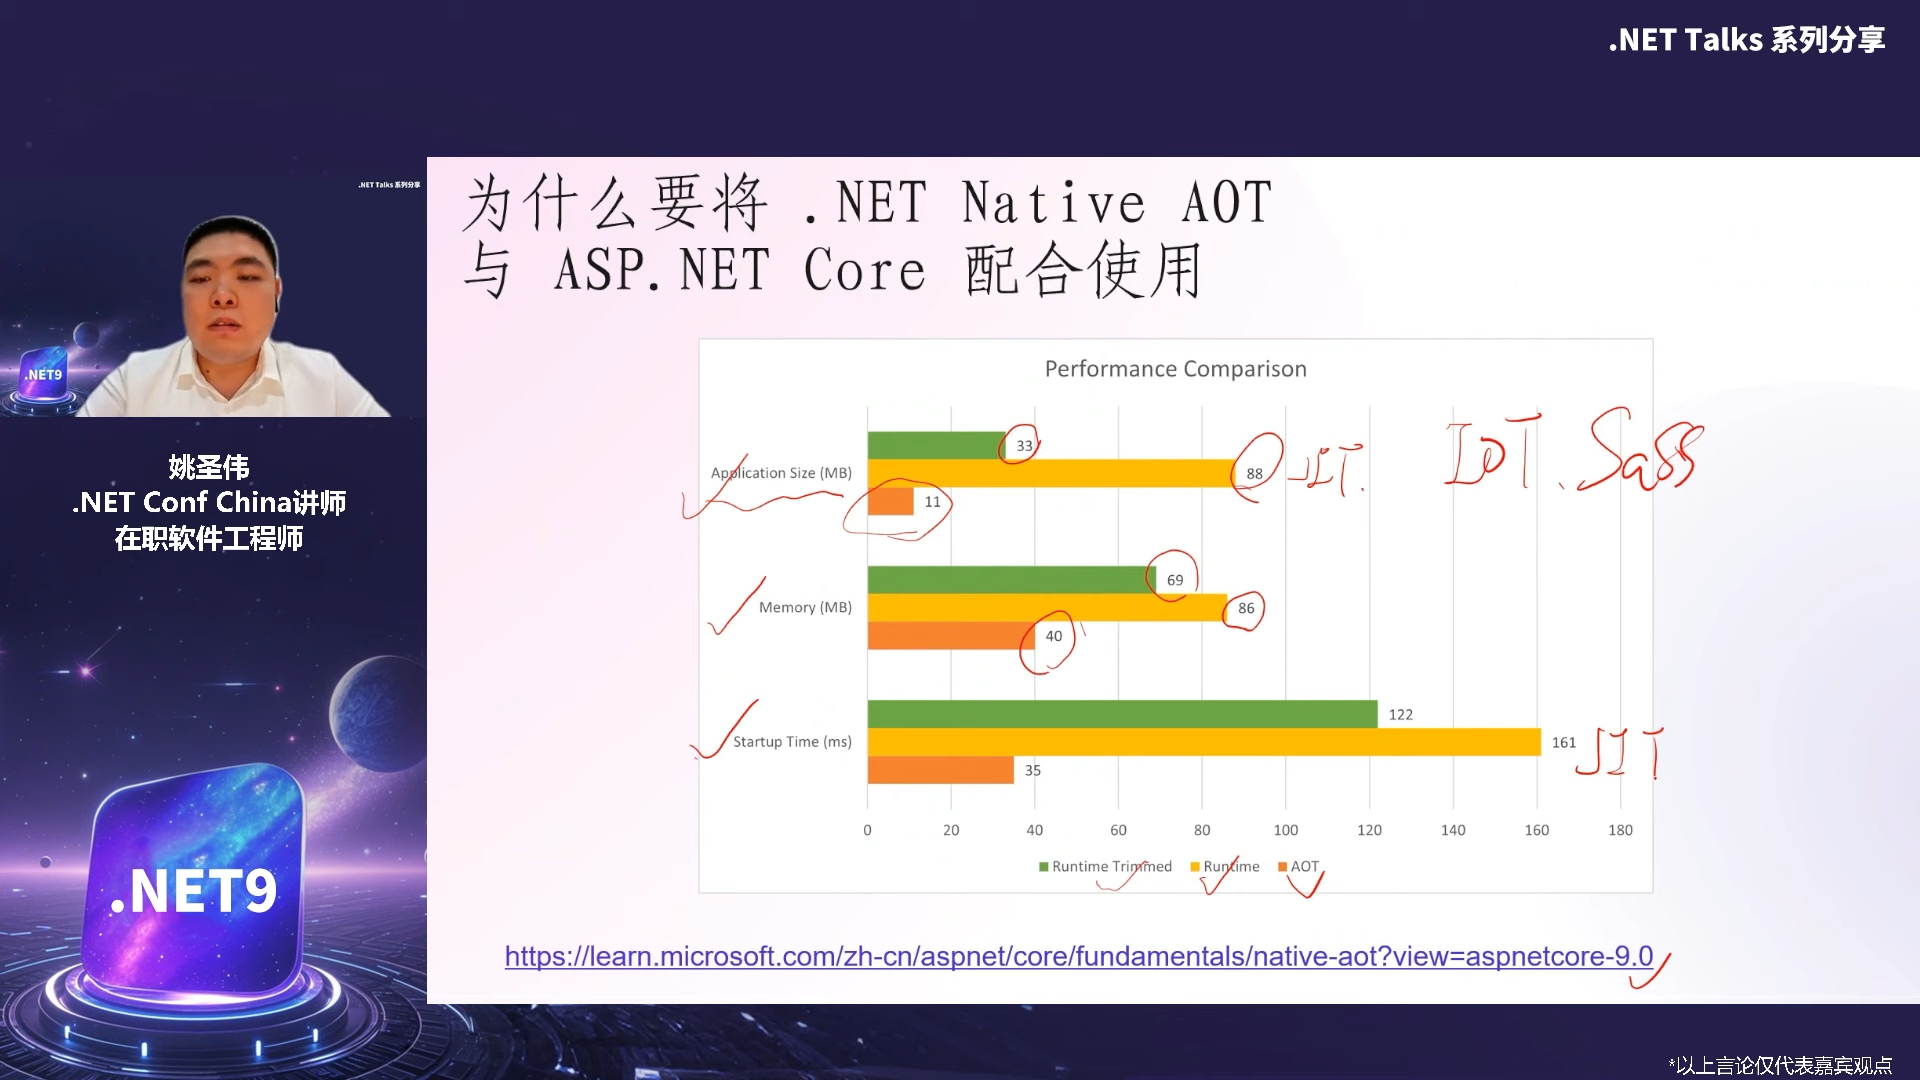 .NET Talks 系列分享
.NET Talks 系列分享
.NET9
姚圣伟
.NET Conf China讲师
在职软件工程师
.NET9
为什么要将 .NET Native AOT
与 ASP.NET Core 配合使用
Performance Comparison
33
Application Size (MB)
88
JIT.
IOT. SaSS
11
69
Memory (MB)
86
40
122
Startup Time (ms)
161
JIT
35
0 20 40 60 80 100 120 140 160 180
Runtime Trimmed Runtime AOT
https://learn.microsoft.com/zh-cn/aspnet/core/fundamentals/native-aot?view=aspnetcore-9.0
*以上言论仅代表嘉宾观点